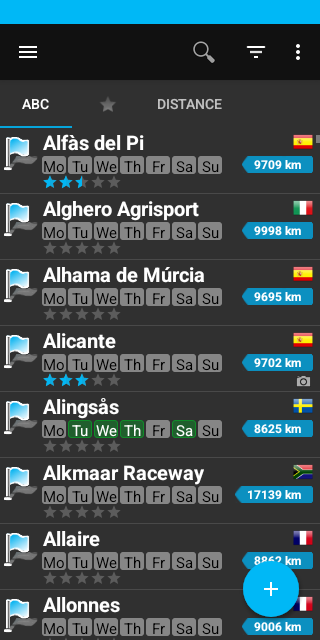 ABC DISTANCE
Alfàs del Pi
Mo Tu We Th Fr Sa Su 9709 km
Alghero Agrisport
Mo Tu We Th Fr Sa Su 9998 km
Alhama de Múrcia
Mo Tu We Th Fr Sa Su 9695 km
Alicante
Mo Tu We Th Fr Sa Su 9702 km
Alingsås
Mo Tu We Th Fr Sa Su 8625 km
Alkmaar Raceway
Mo Tu We Th Fr Sa Su 17139 km
Allaire
Mo Tu We Th Fr Sa Su 8862 km
Allonnes
Mo Tu We Th Fr Sa Su 9006 km